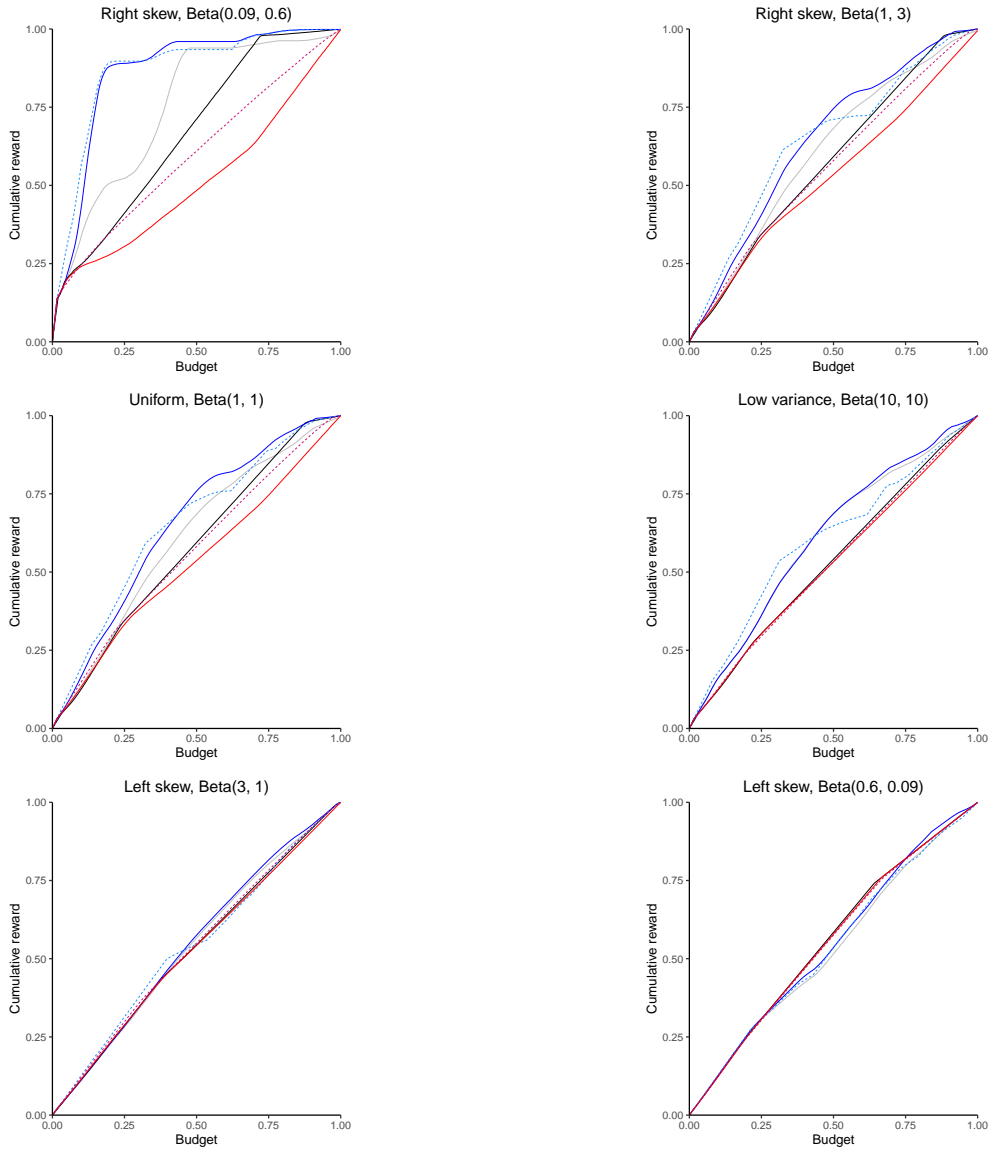 Right skew, Beta(0.09, 0.6)
Cumulative reward
1.00
0.75
0.50
0.25
0.00
0.00 0.25 0.50 0.75 1.00
Budget
Right skew, Beta(1, 3)
Cumulative reward
1.00
0.75
0.50
0.25
0.00
0.00 0.25 0.50 0.75 1.00
Budget
Uniform, Beta(1, 1)
Cumulative reward
1.00
0.75
0.50
0.25
0.00
0.00 0.25 0.50 0.75 1.00
Budget
Low variance, Beta(10, 10)
Cumulative reward
1.00
0.75
0.50
0.25
0.00
0.00 0.25 0.50 0.75 1.00
Budget
Left skew, Beta(3, 1)
Cumulative reward
1.00
0.75
0.50
0.25
0.00
0.00 0.25 0.50 0.75 1.00
Budget
Left skew, Beta(0.6, 0.09)
Cumulative reward
1.00
0.75
0.50
0.25
0.00
0.00 0.25 0.50 0.75 1.00
Budget